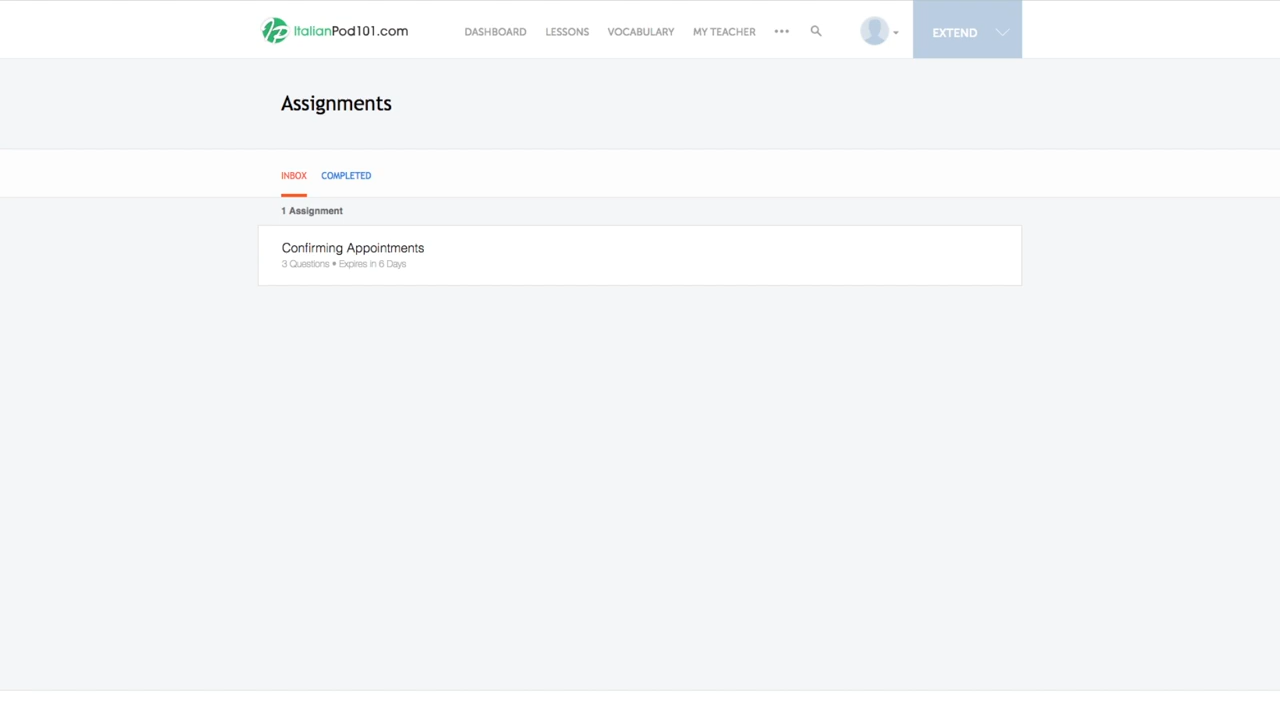 ItalianPod101.com DASHBOARD LESSONS VOCABULARY MY TEACHER ••• EXTEND
Assignments
INBOX COMPLETED
1 Assignment
Confirming Appointments
3 Questions • Expires in 6 Days